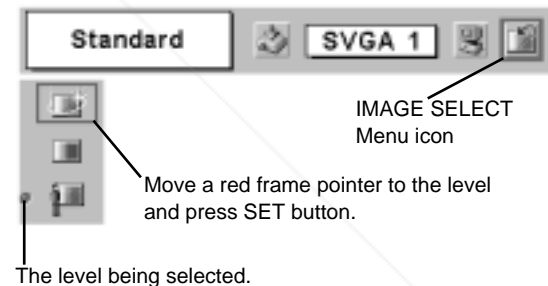 Standard SVGA 1
IMAGE SELECT
Menu icon
Move a red frame pointer to the level
and press SET button.
The level being selected.